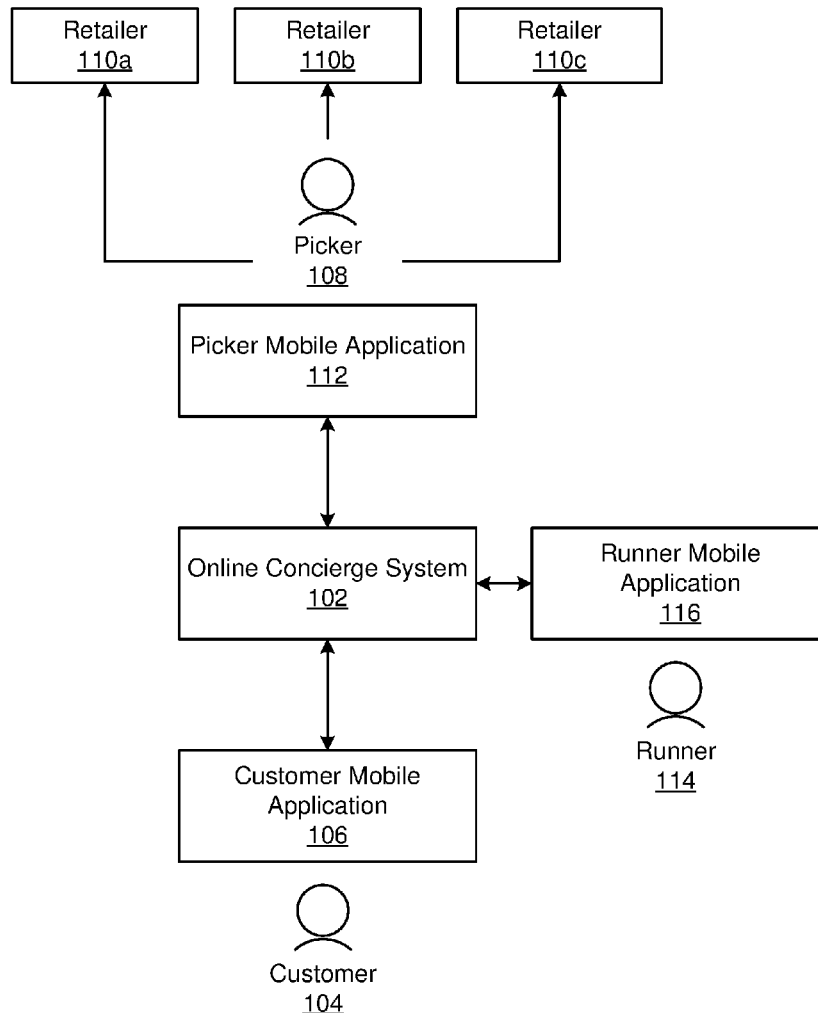 Retailer
110a
Retailer
110b
Retailer
110c
Picker
108
Picker Mobile Application
112
Online Concierge System
102
Runner Mobile
Application
116
Runner
114
Customer Mobile
Application
106
Customer
104